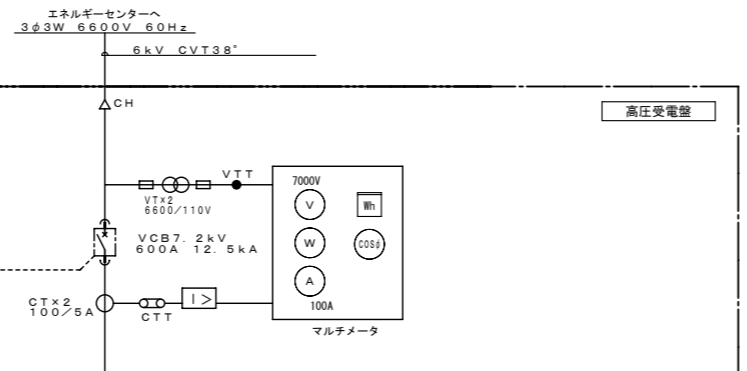 エネルギーセンターへ
3φ3W 6600V 60Hz
6kV CVT38°
CH
高圧受電盤
VTT
VT×2
6600/110V
7000V
V
Wh
W
COSφ
A
100A
マルチメータ
VCB7.2kV
600A 12.5kA
CT×2
100/5A
CTT
I>